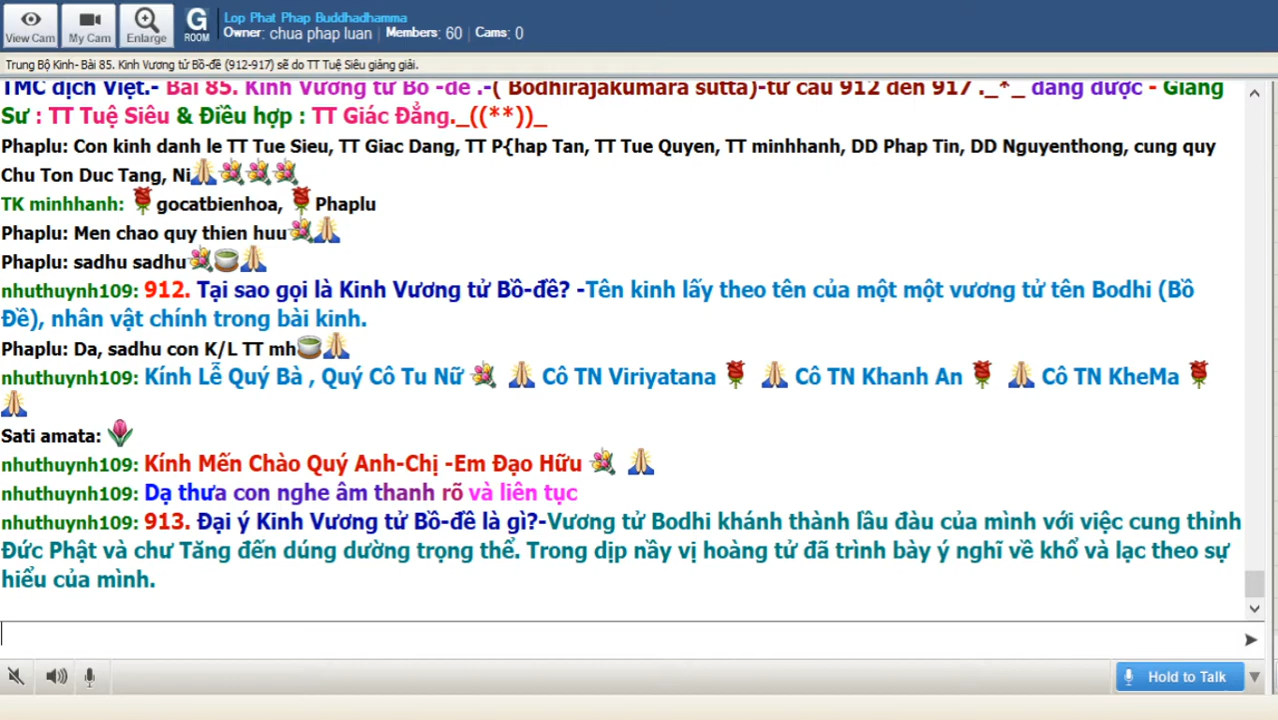 View Cam
My Cam
Enlarge
G ROOM
Lop Phat Phap Buddhadhamma
Owner: chua phap luan Members: 60 Cams: 0
Trung Bộ Kinh- Bài 85. Kinh Vương tử Bồ-đề (912-917) sẽ do TT Tuệ Siêu giảng giải.
TMC dịch Việt.- Bài 85. Kinh Vương tử Bồ -đề .-( Bodhirajakumara sutta)-từ câu 912 đến 917 ._*_ đang được - Giảng
Sư : TT Tuệ Siêu & Điều hợp : TT Giác Đẳng._((**))_
Phaplu: Con kinh danh le TT Tue Sieu, TT Giac Dang, TT P{hap Tan, TT Tue Quyen, TT minhhanh, DD Phap Tin, DD Nguyenthong, cung quy
Chu Ton Duc Tang, Ni
TK minhhanh: gocatbienhoa, Phaplu
Phaplu: Men chao quy thien huu
Phaplu: sadhu sadhu
nhuthuynh109: 912. Tại sao gọi là Kinh Vương tử Bồ-đề? -Tên kinh lấy theo tên của một một vương tử tên Bodhi (Bồ
Đề), nhân vật chính trong bài kinh.
Phaplu: Da, sadhu con K/L TT mh
nhuthuynh109: Kính Lễ Quý Bà , Quý Cô Tu Nữ Cô TN Viriyatana Cô TN Khanh An Cô TN KheMa
Sati amata:
nhuthuynh109: Kính Mến Chào Quý Anh-Chị -Em Đạo Hữu
nhuthuynh109: Dạ thưa con nghe âm thanh rõ và liên tục
nhuthuynh109: 913. Đại ý Kinh Vương tử Bồ-đề là gì?-Vương tử Bodhi khánh thành lầu đàu của mình với việc cung thỉnh
Đức Phật và chư Tăng đến dúng dường trọng thể. Trong dịp nầy vị hoàng tử đã trình bày ý nghĩ về khổ và lạc theo sự
hiểu của mình.
Hold to Talk